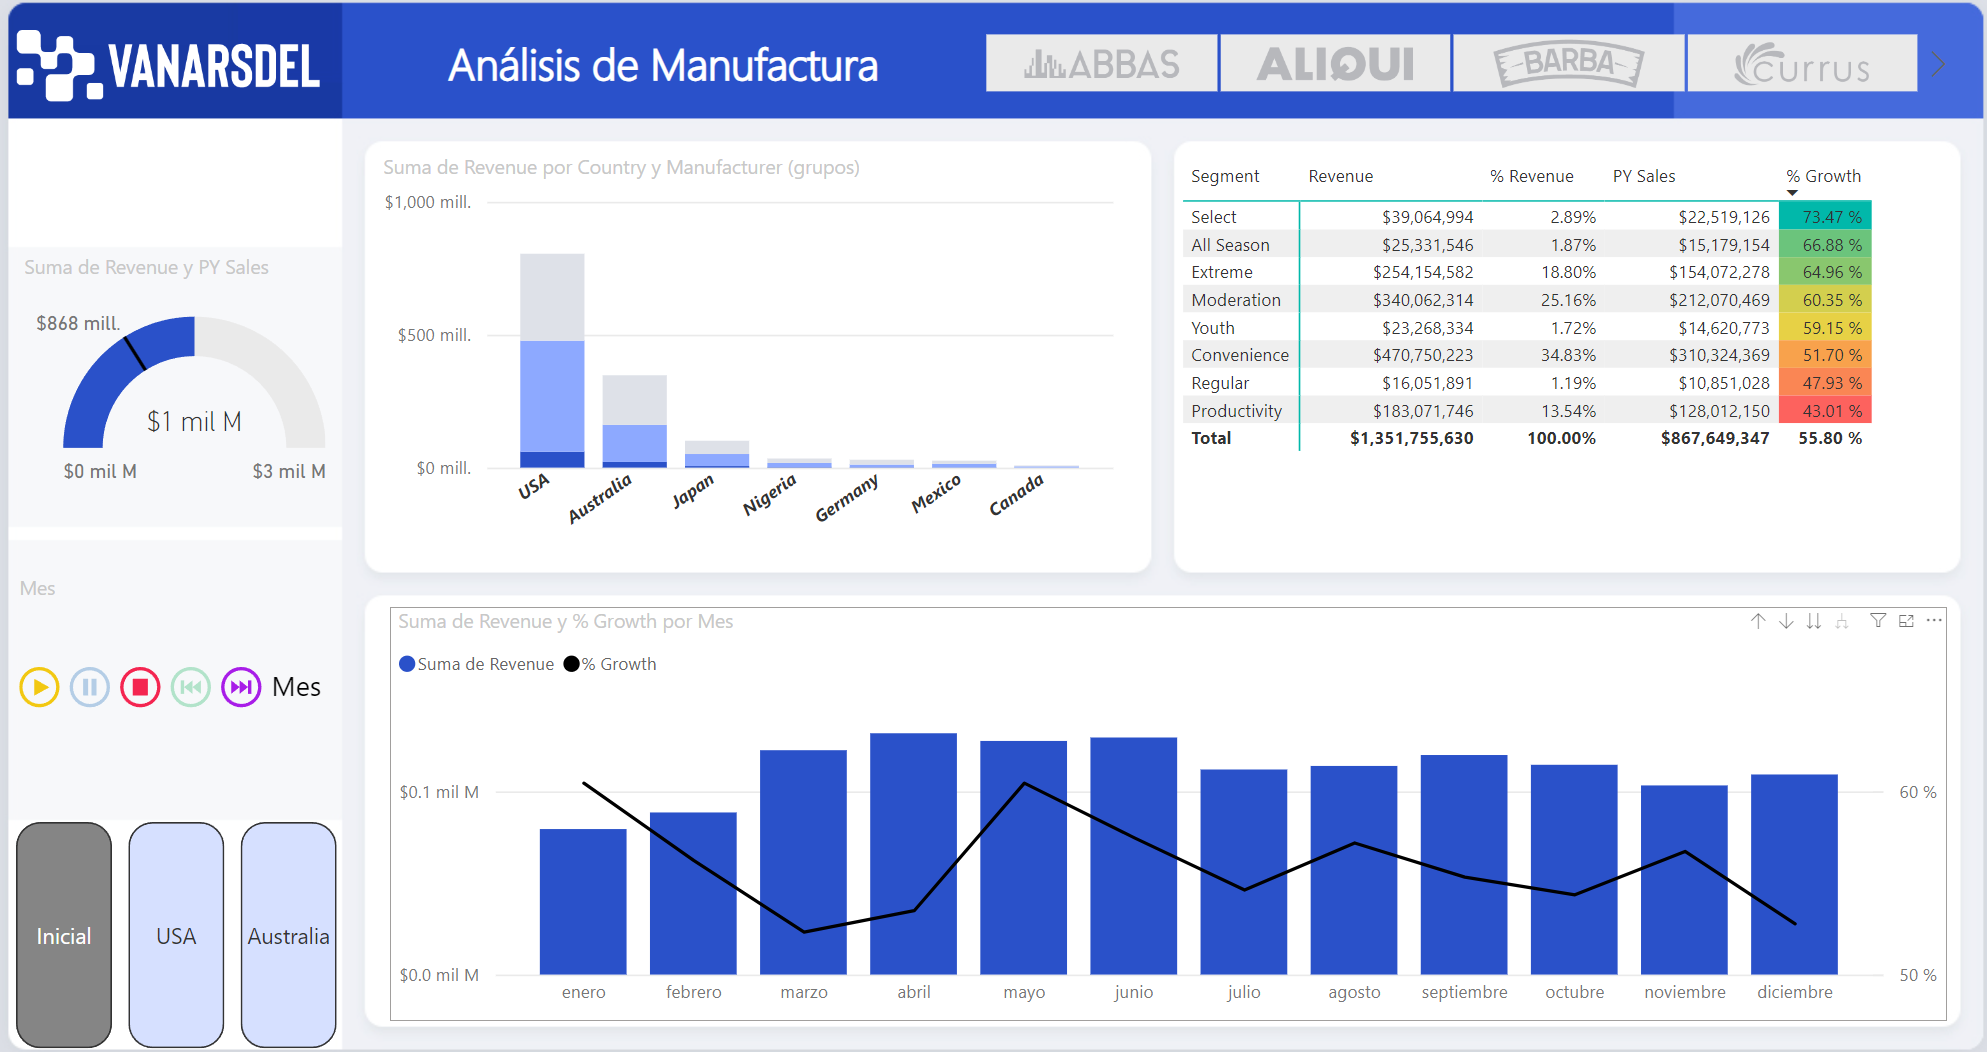 VANARSDEL
Análisis de Manufactura
ABBAS
ALIQUI
BARBA
currus
Suma de Revenue y PY Sales
$868 mill.
$1 mil M
$0 mil M
$3 mil M
Mes
Mes
Inicial
USA
Australia
Suma de Revenue por Country y Manufacturer (grupos)
$1,000 mill.
$500 mill.
$0 mill.
USA
Australia
Japan
Nigeria
Germany
Mexico
Canada
Segment Revenue % Revenue PY Sales % Growth
Select $39,064,994 2.89% $22,519,126 73.47 %
All Season $25,331,546 1.87% $15,179,154 66.88 %
Extreme $254,154,582 18.80% $154,072,278 64.96 %
Moderation $340,062,314 25.16% $212,070,469 60.35 %
Youth $23,268,334 1.72% $14,620,773 59.15 %
Convenience $470,750,223 34.83% $310,324,369 51.70 %
Regular $16,051,891 1.19% $10,851,028 47.93 %
Productivity $183,071,746 13.54% $128,012,150 43.01 %
Total $1,351,755,630 100.00% $867,649,347 55.80 %
Suma de Revenue y % Growth por Mes
Suma de Revenue % Growth
$0.1 mil M
60 %
$0.0 mil M
50 %
enero febrero marzo abril mayo junio julio agosto septiembre octubre noviembre diciembre